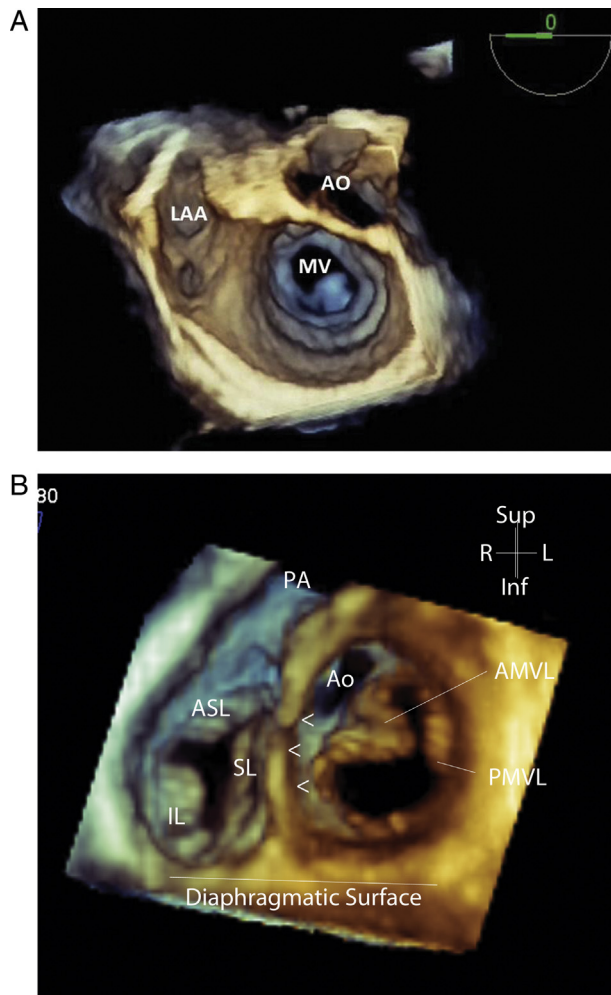 A
0
AO
LAA
MV
B
80
Sup
R L
Inf
PA
Ao
AMVL
ASL
<
SL
<
PMVL
<
IL
Diaphragmatic Surface